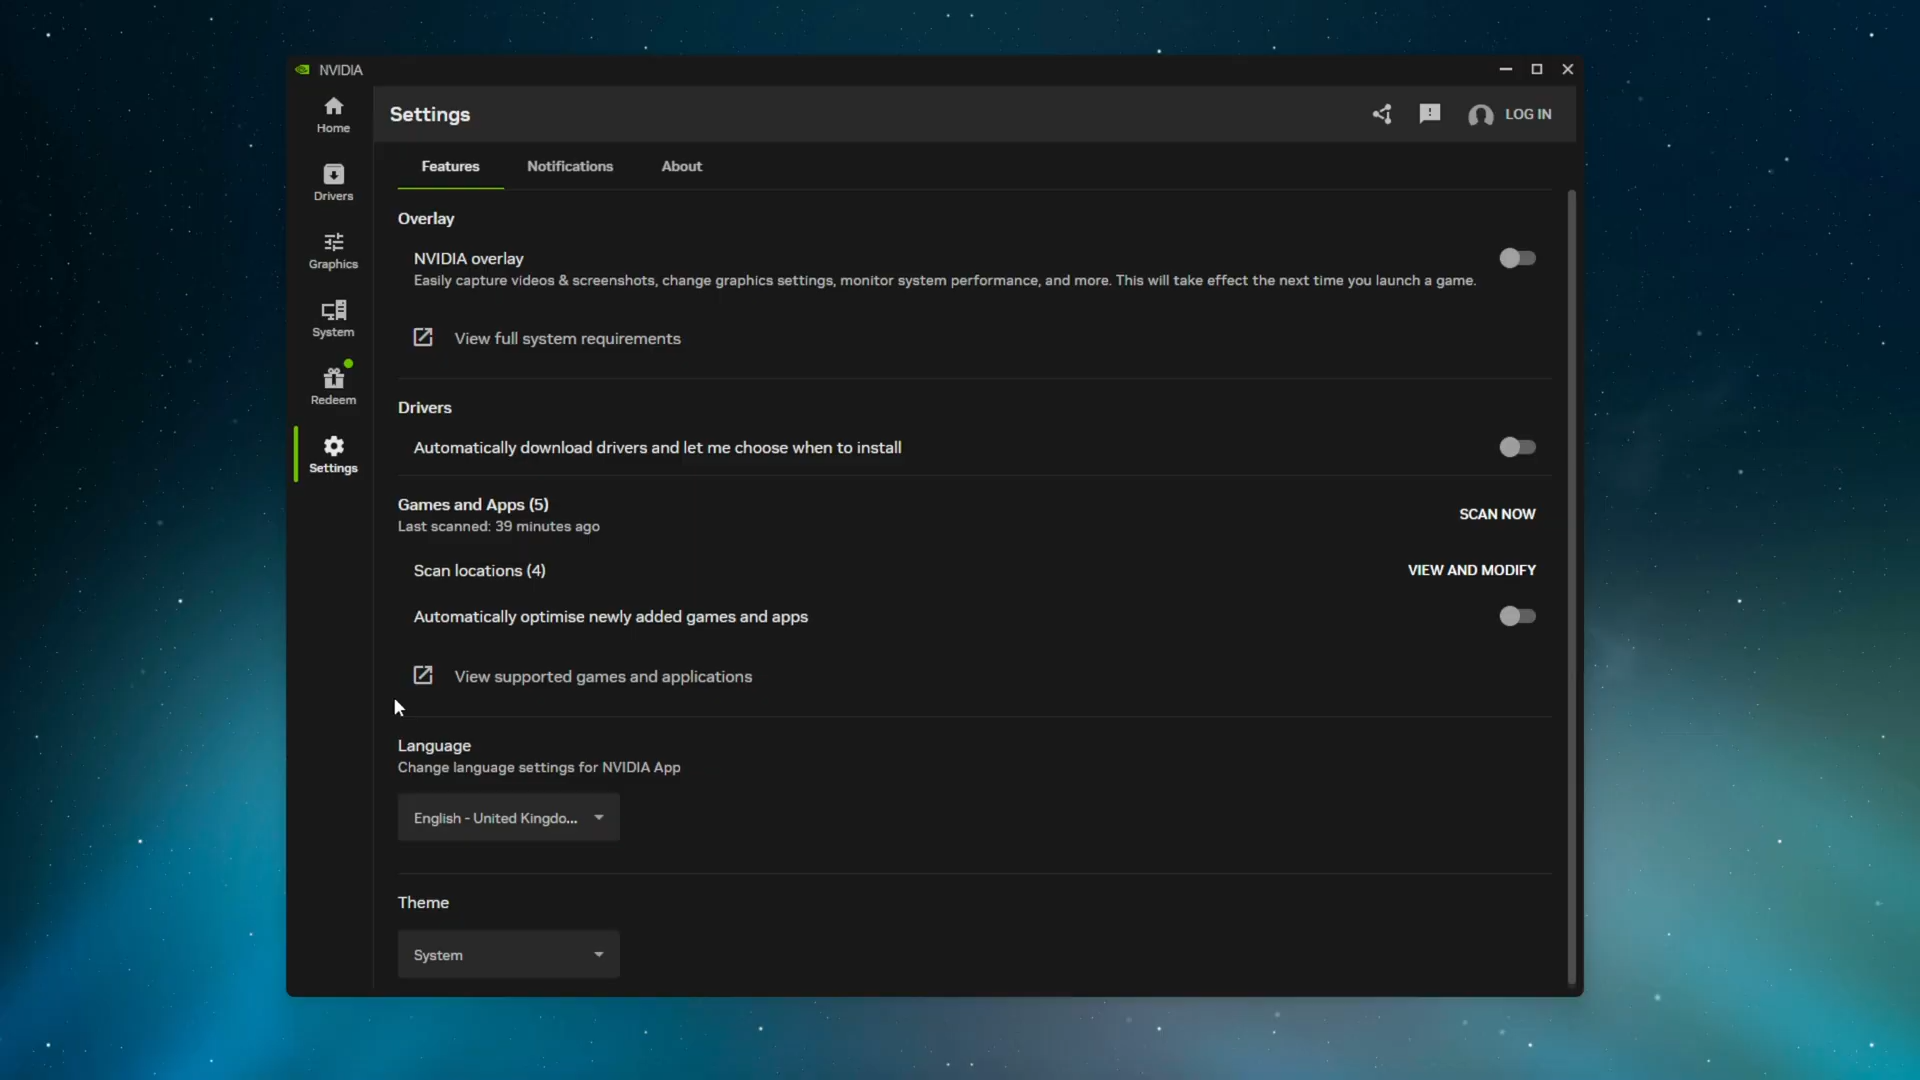 NVIDIA
Home
Drivers
Graphics
System
Redeem
Settings
Settings
LOG IN
Features
Notifications
About
Overlay
NVIDIA overlay
Easily capture videos & screenshots, change graphics settings, monitor system performance, and more. This will take effect the next time you launch a game.
View full system requirements
Drivers
Automatically download drivers and let me choose when to install
Games and Apps (5)
Last scanned: 39 minutes ago
SCAN NOW
Scan locations (4)
VIEW AND MODIFY
Automatically optimise newly added games and apps
View supported games and applications
Language
Change language settings for NVIDIA App
English - United Kingdo...
Theme
System